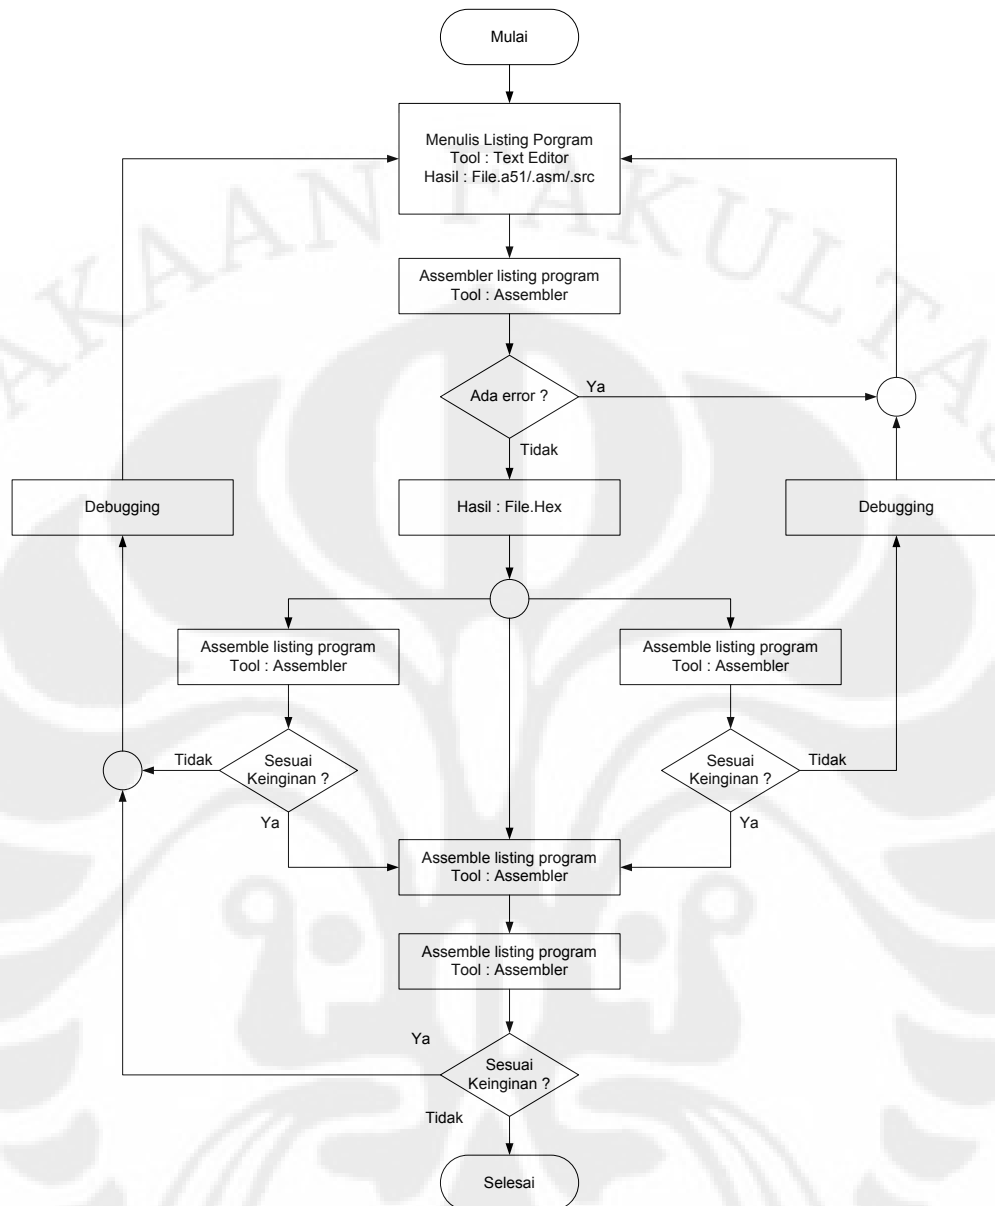 Mulai
Menulis Listing Porgram
Tool : Text Editor
Hasil : File.a51/.asm/.src
Assembler listing program
Tool : Assembler
Ada error ?
Ya
Tidak
Debugging
Hasil : File.Hex
Debugging
Assemble listing program
Tool : Assembler
Assemble listing program
Tool : Assembler
Tidak
Sesuai
Keinginan ?
Ya
Sesuai
Keinginan ?
Tidak
Ya
Assemble listing program
Tool : Assembler
Assemble listing program
Tool : Assembler
Ya
Sesuai
Keinginan ?
Tidak
Selesai
AKAAN FAKULTAS